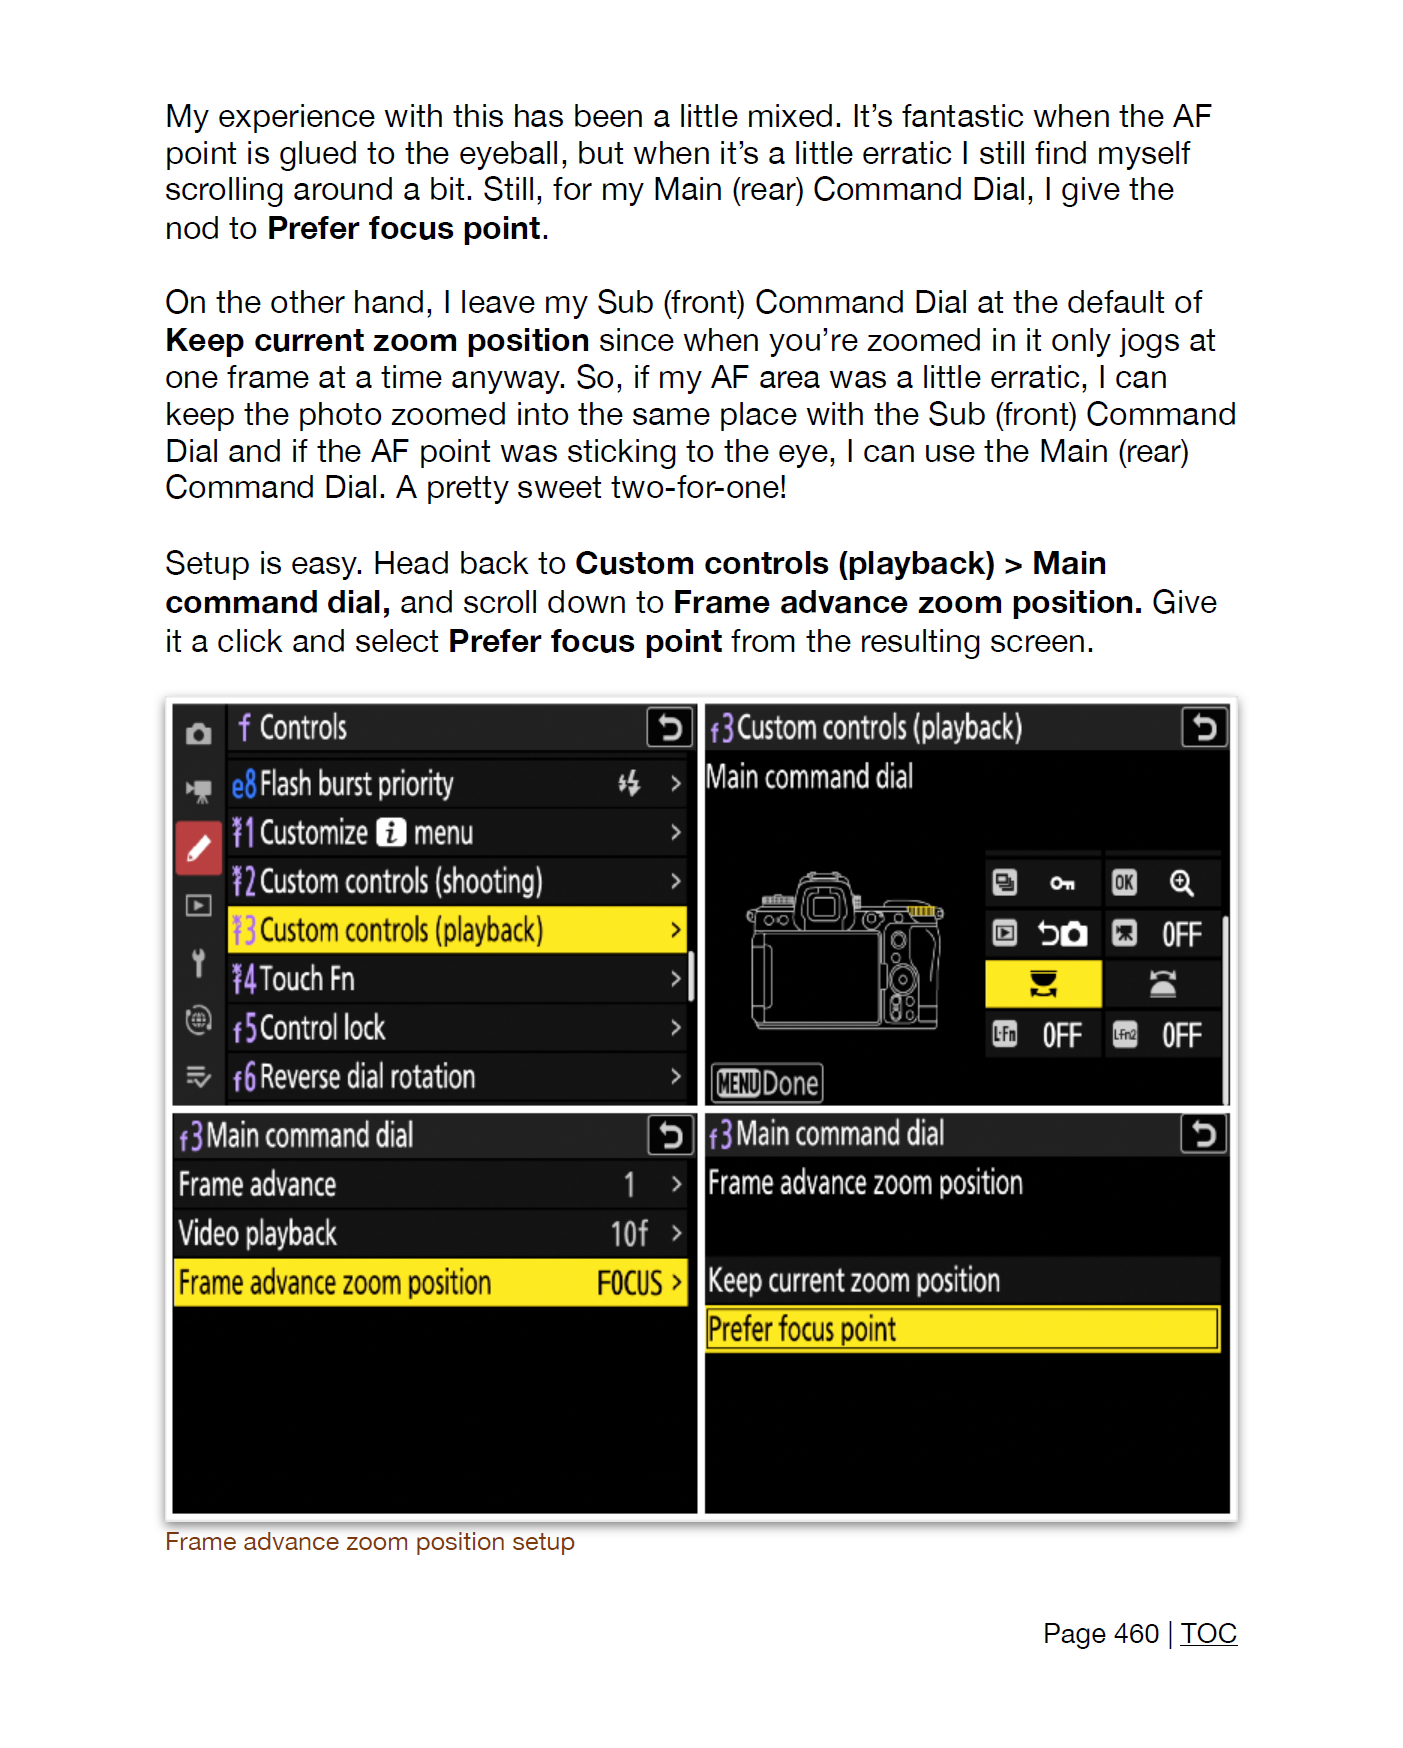 My experience with this has been a little mixed. It’s fantastic when the AF
point is glued to the eyeball, but when it’s a little erratic I still find myself
scrolling around a bit. Still, for my Main (rear) Command Dial, I give the
nod to Prefer focus point.
On the other hand, I leave my Sub (front) Command Dial at the default of
Keep current zoom position since when you’re zoomed in it only jogs at
one frame at a time anyway. So, if my AF area was a little erratic, I can
keep the photo zoomed into the same place with the Sub (front) Command
Dial and if the AF point was sticking to the eye, I can use the Main (rear)
Command Dial. A pretty sweet two-for-one!
Setup is easy. Head back to Custom controls (playback) > Main
command dial, and scroll down to Frame advance zoom position. Give
it a click and select Prefer focus point from the resulting screen.
f Controls
e8 Flash burst priority
f1 Customize i menu
f2 Custom controls (shooting)
f3 Custom controls (playback)
f4 Touch Fn
f5 Control lock
f6 Reverse dial rotation
f3 Custom controls (playback)
Main command dial
OK
OFF
L-Fn OFF L-Fn2 OFF
MENU Done
f3 Main command dial
Frame advance 1
Video playback 10f
Frame advance zoom position FOCUS
f3 Main command dial
Frame advance zoom position
Keep current zoom position
Prefer focus point
Frame advance zoom position setup
Page 460 | TOC